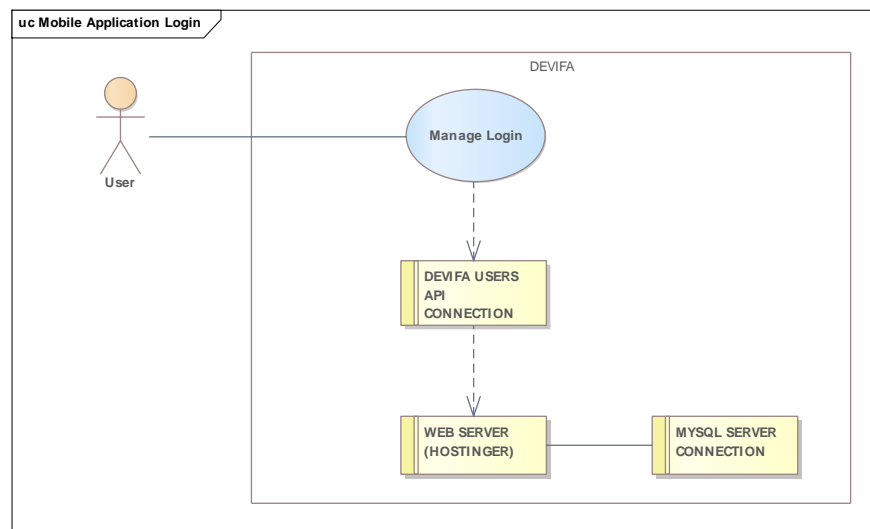 uc Mobile Application Login
DEVIFA
Manage Login
User
DEVIFA USERS
API
CONNECTION
WEB SERVER
(HOSTINGER)
MYSQL SERVER
CONNECTION